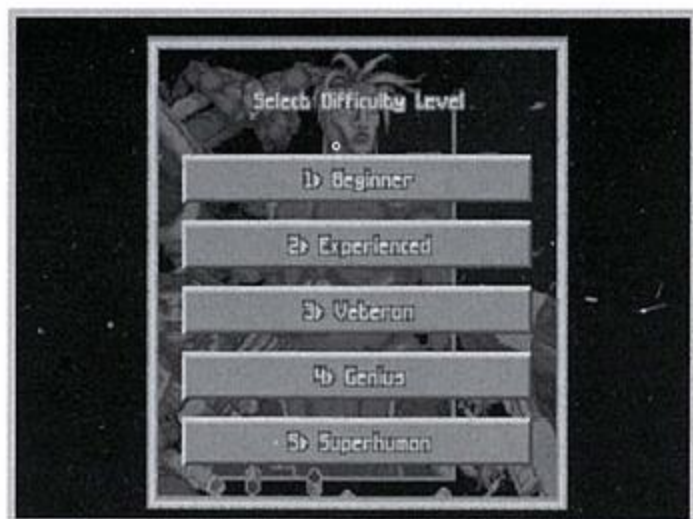 Select Difficulty Level
1> Beginner
2> Experienced
3> Veteran
4> Genius
5> Superhuman